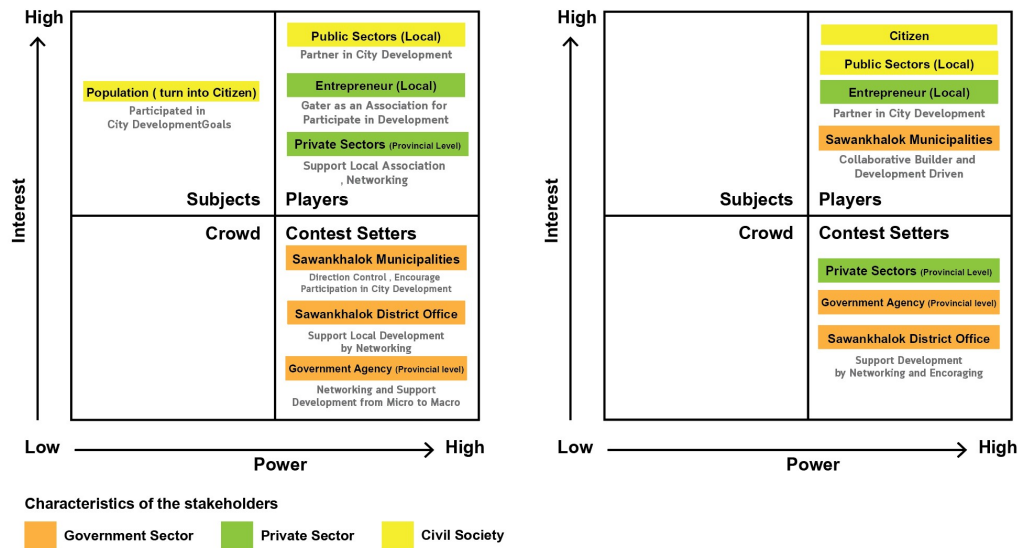 High
Interest
Public Sectors (Local)
Partner in City Development
Population ( turn into Citizen)
Participated in
City DevelopmentGoals
Entrepreneur (Local)
Gater as an Association for
Participate in Development
Private Sectors (Provincial Level)
Support Local Association
, Networking
Subjects
Players
Crowd
Contest Setters
Sawankhalok Municipalities
Direction Control , Encourage
Participation in City Development
Sawankhalok District Office
Support Local Development
by Networking
Government Agency (Provincial level)
Networking and Support
Development from Micro to Macro
Low
High
Power
High
Interest
Citizen
Public Sectors (Local)
Entrepreneur (Local)
Partner in City Development
Sawankhalok Municipalities
Collaborative Builder and
Development Driven
Players
Crowd
Contest Setters
Private Sectors (Provincial Level)
Government Agency (Provincial level)
Sawankhalok District Office
Support Development
by Networking and Encoraging
Low
High
Power
Characteristics of the stakeholders
Government Sector
Private Sector
Civil Society